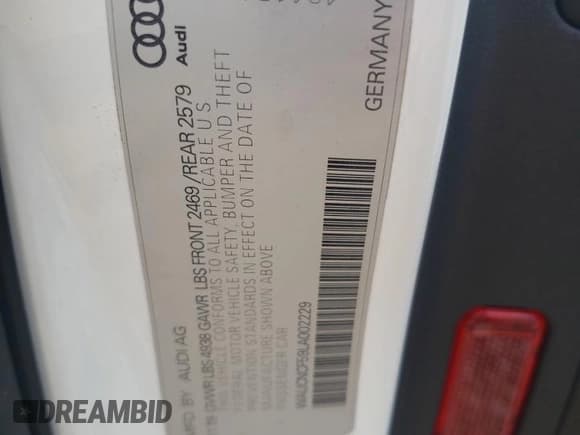 Audi
GERMANY
MFD BY AUDI AG
GVWR LBS 4938 GAWR LBS FRONT 2469 / REAR 2579
THIS VEHICLE CONFORMS TO ALL APPLICABLE U S
FEDERAL MOTOR VEHICLE SAFETY, BUMPER AND THEFT
PREVENTION STANDARDS IN EFFECT ON THE DATE OF
MANUFACTURE SHOWN ABOVE
PASSENGER CAR
DREAMBID